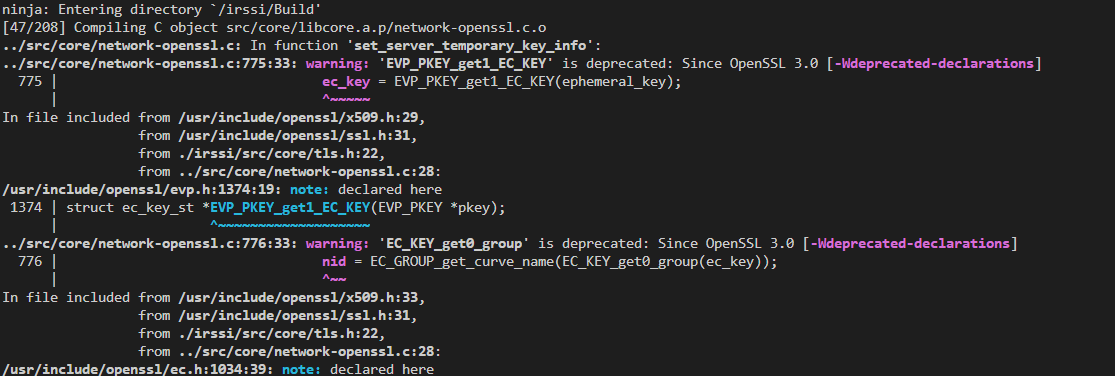 ninja: Entering directory `/irssi/Build'
[47/208] Compiling C object src/core/libcore.a.p/network-openssl.c.o
../src/core/network-openssl.c: In function 'set_server_temporary_key_info':
../src/core/network-openssl.c:775:33: warning: 'EVP_PKEY_get1_EC_KEY' is deprecated: Since OpenSSL 3.0 [-Wdeprecated-declarations]
  775 |                                 ec_key = EVP_PKEY_get1_EC_KEY(ephemeral_key);
      |                                 ^~~~~~
In file included from /usr/include/openssl/x509.h:29,
                 from /usr/include/openssl/ssl.h:31,
                 from ./irssi/src/core/tls.h:22,
                 from ../src/core/network-openssl.c:28:
/usr/include/openssl/evp.h:1374:19: note: declared here
 1374 | struct ec_key_st *EVP_PKEY_get1_EC_KEY(EVP_PKEY *pkey);
      |                   ^~~~~~~~~~~~~~~~~~~~
../src/core/network-openssl.c:776:33: warning: 'EC_KEY_get0_group' is deprecated: Since OpenSSL 3.0 [-Wdeprecated-declarations]
  776 |                                 nid = EC_GROUP_get_curve_name(EC_KEY_get0_group(ec_key));
      |                                 ^~~
In file included from /usr/include/openssl/x509.h:33,
                 from /usr/include/openssl/ssl.h:31,
                 from ./irssi/src/core/tls.h:22,
                 from ../src/core/network-openssl.c:28:
/usr/include/openssl/ec.h:1034:39: note: declared here